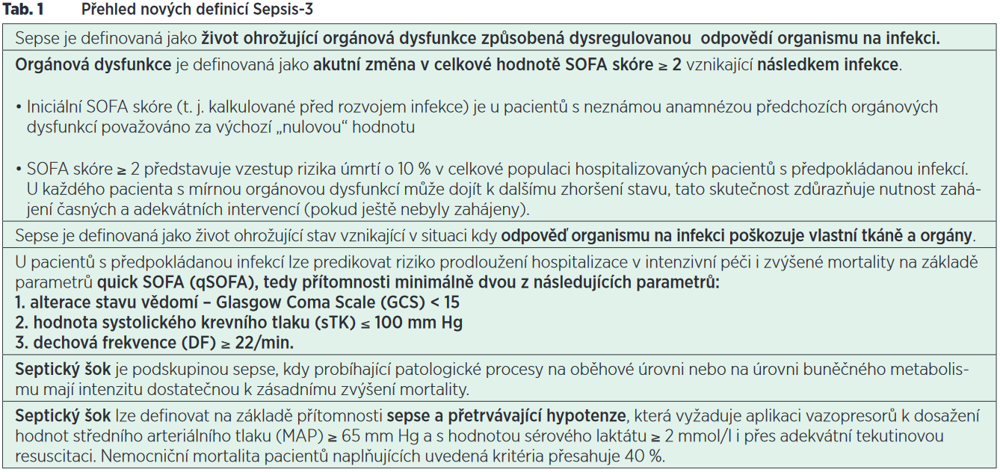 Tab. 1 Přehled nových definicí Sepsis-3
Sepse je definovaná jako život ohrožující orgánová dysfunkce způsobená dysregulovanou odpovědí organismu na infekci.
Orgánová dysfunkce je definovaná jako akutní změna v celkové hodnotě SOFA skóre ≥ 2 vznikající následkem infekce.
• Iniciální SOFA skóre (t. j. kalkulované před rozvojem infekce) je u pacientů s neznámou anamnézou předchozích orgánových
dysfunkcí považováno za výchozí „nulovou“ hodnotu
• SOFA skóre ≥ 2 představuje vzestup rizika úmrtí o 10 % v celkové populaci hospitalizovaných pacientů s předpokládanou infekcí.
U každého pacienta s mírnou orgánovou dysfunkcí může dojít k dalšímu zhoršení stavu, tato skutečnost zdůrazňuje nutnost zahá-
jení časných a adekvátních intervencí (pokud ještě nebyly zahájeny).
Sepse je definovaná jako život ohrožující stav vznikající v situaci kdy odpověď organismu na infekci poškozuje vlastní tkáně a orgány.
U pacientů s předpokládanou infekcí lze predikovat riziko prodloužení hospitalizace v intenzivní péči i zvýšené mortality na základě
parametrů quick SOFA (qSOFA), tedy přítomnosti minimálně dvou z následujících parametrů:
1. alterace stavu vědomí – Glasgow Coma Scale (GCS) < 15
2. hodnota systolického krevního tlaku (sTK) ≤ 100 mm Hg
3. dechová frekvence (DF) ≥ 22/min.
Septický šok je podskupinou sepse, kdy probíhající patologické procesy na oběhové úrovni nebo na úrovni buněčného metabolis-
mu mají intenzitu dostatečnou k zásadnímu zvýšení mortality.
Septický šok lze definovat na základě přítomnosti sepse a přetrvávající hypotenze, která vyžaduje aplikaci vazopresorů k dosažení
hodnot středního arteriálního tlaku (MAP) ≥ 65 mm Hg a s hodnotou sérového laktátu ≥ 2 mmol/l i přes adekvátní tekutinovou
resuscitaci. Nemocniční mortalita pacientů naplňujících uvedená kritéria přesahuje 40 %.